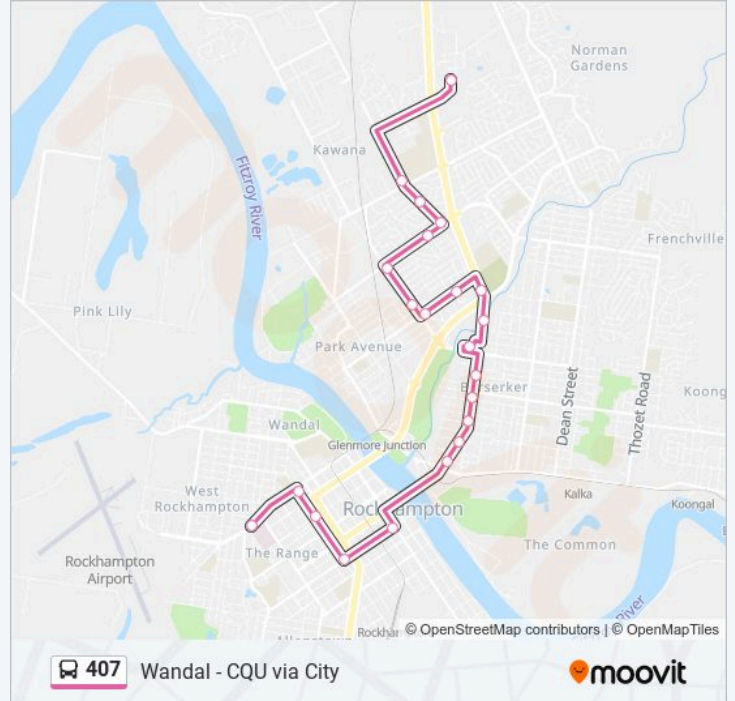 Norman
Gardens
Kawana
Fitzroy River
Frenchville
Pink Lily
Park Avenue
Berserker
Dean Street
Thozet Road
Koong
Wandal
Glenmore Junction
West
Rockhampton
Rockhampton
Kalka
Koongal
The Range
The Common
Rockhampton
Airport
River
Allenstown
Rockhar
© OpenStreetMap contributors | © OpenMapTiles
407 Wandal - CQU via City
moovit